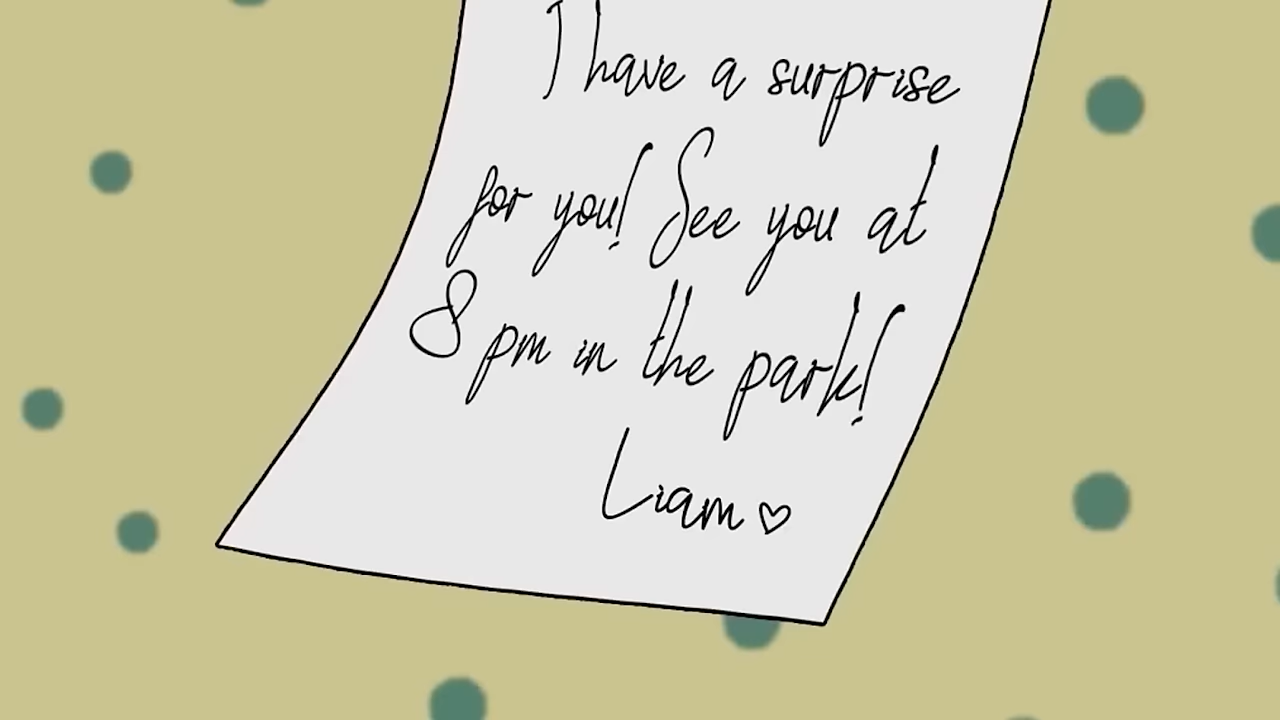 I have a surprise
for you! See you at
8 pm in the park!
Liam♡